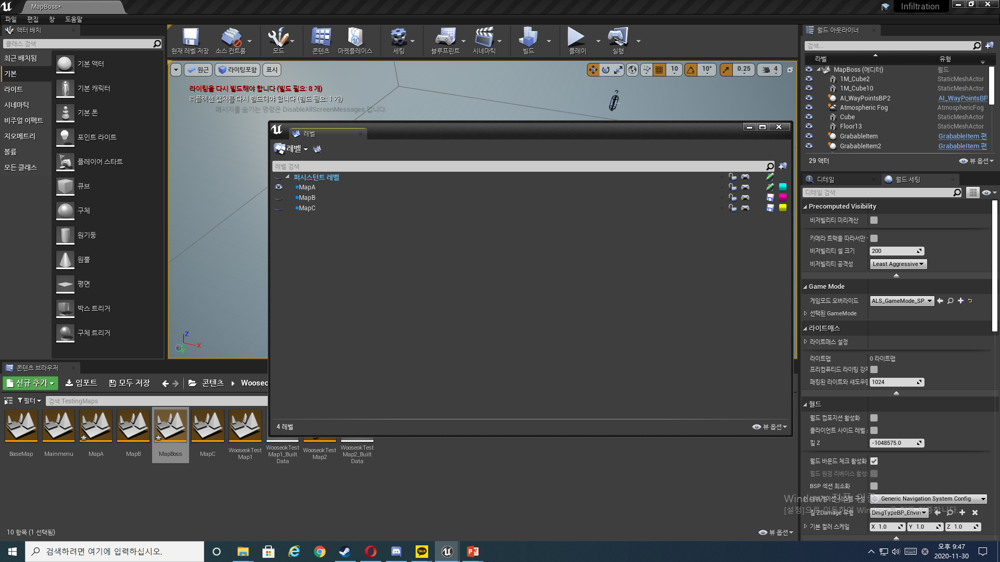 MapBoss*
Infiltration
파일 편집 창 도움말
액터 배치
클래스 검색
최근 배치됨
기본
라이트
시네마틱
비주얼 이펙트
지오메트리
볼륨
모든 클래스
기본 액터
기본 캐릭터
기본 폰
포인트 라이트
플레이어 스타트
큐브
구체
원기둥
원뿔
평면
박스 트리거
구체 트리거
현재 레벨 저장
소스 컨트롤
모드
콘텐츠
마켓플레이스
세팅
블루프린트
시네마틱
빌드
플레이
실행
원근
라이팅포함
표시
10
10°
0.25
4
라이팅을 다시 빌드해야 합니다 (빌드 필요: 8 개)
리플렉션 캡처를 다시 빌드해야 합니다 (빌드 필요: 1 개)
메시지를 숨기는 명령은 DisableAllScreenMessages 입니다.
Z
X
Y
레벨
레벨
레벨 검색
퍼시스턴트 레벨
MapA
MapB
MapC
4 레벨
뷰 옵션
월드 아웃라이너
검색...
라벨 유형
MapBoss (에디터) 월드
1M_Cube2 StaticMeshActor
1M_Cube10 StaticMeshActor
AI_WayPointsBP2 AI_WayPointsBP
Atmospheric Fog AtmosphericFog
Cube StaticMeshActor
Floor13 StaticMeshActor
GrabableItem GrabableItem 편
GrabableItem2 GrabableItem 편
29 액터
뷰 옵션
디테일
월드 세팅
디테일 검색
Precomputed Visibility
비저빌리티 미리계산
카메라 트랙을 따라서만
비저빌리티 셀 크기 200
비저빌리티 공격성 Least Aggressive
Game Mode
게임모드 오버라이드 ALS_GameMode_SP
선택된 GameMode
라이트매스
라이트매스 설정
라이트맵 0 라이트맵
프리컴퓨티드 라이팅 강제
패킹된 라이트와 섀도우맵 1024
월드
월드 컴포지션 활성화
클라이언트 사이드 레벨
킬 Z -1048575.0
월드 바운드 체크 활성화
월드 원점 리베이스 활성
BSP 섹션 최소화
내비게이션 시스템 구성 Generic Navigation System Config
킬 ZDamage 유형 DmgTypeBP_Envir
기본 컬러 스케일 X 1.0 Y 1.0 Z 1.0
Windows 정품 인증
[설정]으로 이동하여 Windows를 정품 인증합니다.
콘텐츠 브라우저
신규 추가
임포트
모두 저장
콘텐츠
Wooseo
필터
검색 TestingMaps
BaseMap
Mainmenu
MapA
MapB
MapBoss
MapC
WooseokTest
Map1
WooseokTest
Map1_Built
Data
WooseokTest
Map2
WooseokTest
Map2_Built
Data
10 항목 (1 선택됨)
뷰 옵션
검색하려면 여기에 입력하십시오.
TALK
오후 9:47
2020-11-30